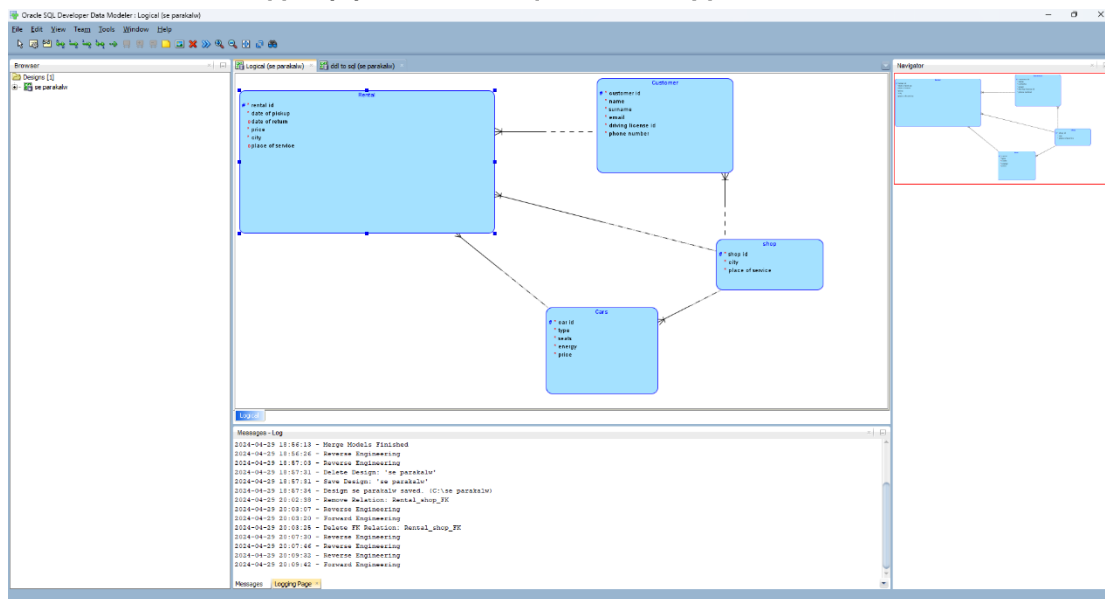 Oracle SQL Developer Data Modeler : Logical (se parakalw)
File Edit View Team Tools Window Help
Browser
Designs [1]
se parakalw
Logical (se parakalw)
ddl to sql (se parakalw)
Navigator
Rental
# * rental id
* date of pickup
o date of return
* price
* city
o place of service
Customer
# * customer id
* name
* surname
* email
* driving license id
* phone number
shop
# * shop id
* city
* place of service
Cars
# * car id
* type
* seats
* energy
* price
Logical
Messages - Log
2024-04-29 18:56:13 - Merge Models Finished
2024-04-29 18:56:26 - Reverse Engineering
2024-04-29 18:57:03 - Reverse Engineering
2024-04-29 18:57:31 - Delete Design: 'se parakalw'
2024-04-29 18:57:31 - Save Design: 'se parakalw'
2024-04-29 18:57:34 - Design se parakalw saved. (C:\se parakalw)
2024-04-29 20:02:58 - Remove Relation: Rental_shop_FK
2024-04-29 20:03:07 - Reverse Engineering
2024-04-29 20:03:20 - Forward Engineering
2024-04-29 20:03:25 - Delete FK Relation: Rental_shop_FK
2024-04-29 20:07:30 - Reverse Engineering
2024-04-29 20:07:46 - Reverse Engineering
2024-04-29 20:09:32 - Reverse Engineering
2024-04-29 20:09:42 - Forward Engineering
Messages
Logging Page